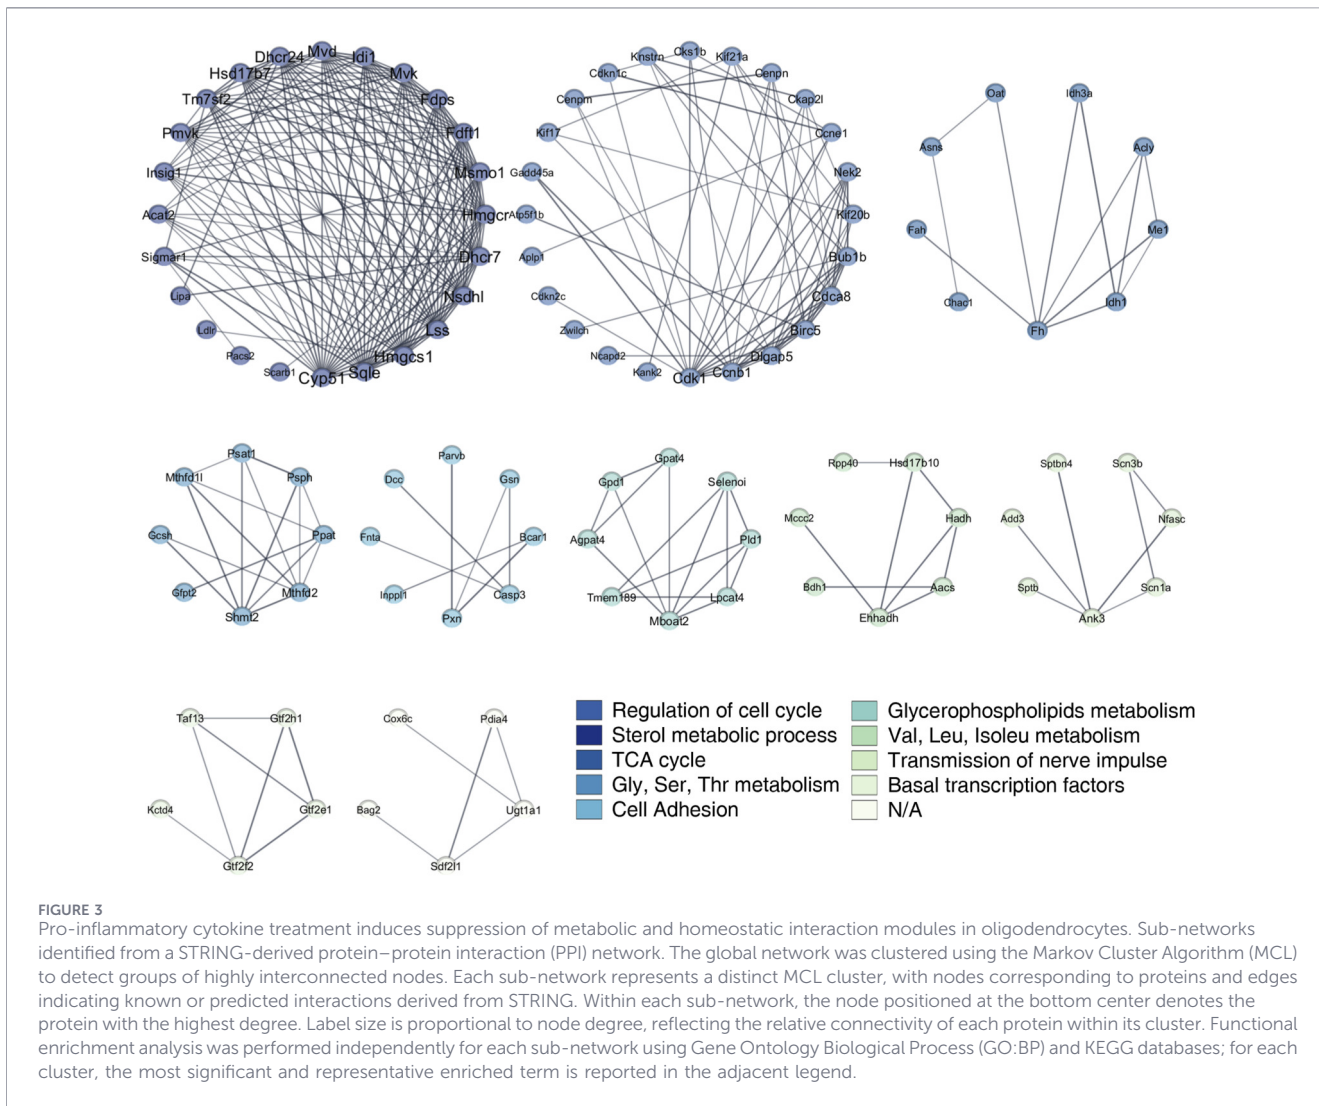 Dhcr24
Mvd
Idi1
Hsd17b7
Mvk
Tm7sf2
Fdps
Pmvk
Fdft1
Insig1
Msmo1
Acat2
Hmgcr
Sigmar1
Dhcr7
Lipa
Nsdhl
Ldlr
Lss
Pacs2
Hmgcs1
Scarb1
Cyp51
Sqle
Knstrn
Cks1b
Kif21a
Cdkn1c
Cenpn
Cenpm
Ckap2l
Kif17
Ccne1
Gadd45a
Nek2
Atp5f1b
Kif20b
Aplp1
Bub1b
Cdkn2c
Cdca8
Zwilch
Birc5
Ncapd2
Dlgap5
Kank2
Cdk1
Ccnb1
Oat
Idh3a
Asns
Acly
Fah
Me1
Chac1
Idh1
Fh
Psat1
Mthfd1l
Psph
Gcsh
Ppat
Gfpt2
Mthfd2
Shmt2
Parvb
Dcc
Gsn
Fnta
Bcar1
Inppl1
Casp3
Pxn
Gpat4
Gpd1
Selenoi
Agpat4
Pld1
Tmem189
Lpcat4
Mboat2
Rpp40
Hsd17b10
Mccc2
Hadh
Bdh1
Aacs
Ehhadh
Sptbn4
Scn3b
Add3
Nfasc
Sptb
Scn1a
Ank3
Taf13
Gtf2h1
Kctd4
Gtf2e1
Gtf2f2
Cox6c
Pdia4
Bag2
Ugt1a1
Sdf2l1
Regulation of cell cycle
Sterol metabolic process
TCA cycle
Gly, Ser, Thr metabolism
Cell Adhesion
Glycerophospholipids metabolism
Val, Leu, Isoleu metabolism
Transmission of nerve impulse
Basal transcription factors
N/A
FIGURE 3
Pro-inflammatory cytokine treatment induces suppression of metabolic and homeostatic interaction modules in oligodendrocytes. Sub-networks
identified from a STRING-derived protein–protein interaction (PPI) network. The global network was clustered using the Markov Cluster Algorithm (MCL)
to detect groups of highly interconnected nodes. Each sub-network represents a distinct MCL cluster, with nodes corresponding to proteins and edges
indicating known or predicted interactions derived from STRING. Within each sub-network, the node positioned at the bottom center denotes the
protein with the highest degree. Label size is proportional to node degree, reflecting the relative connectivity of each protein within its cluster. Functional
enrichment analysis was performed independently for each sub-network using Gene Ontology Biological Process (GO:BP) and KEGG databases; for each
cluster, the most significant and representative enriched term is reported in the adjacent legend.